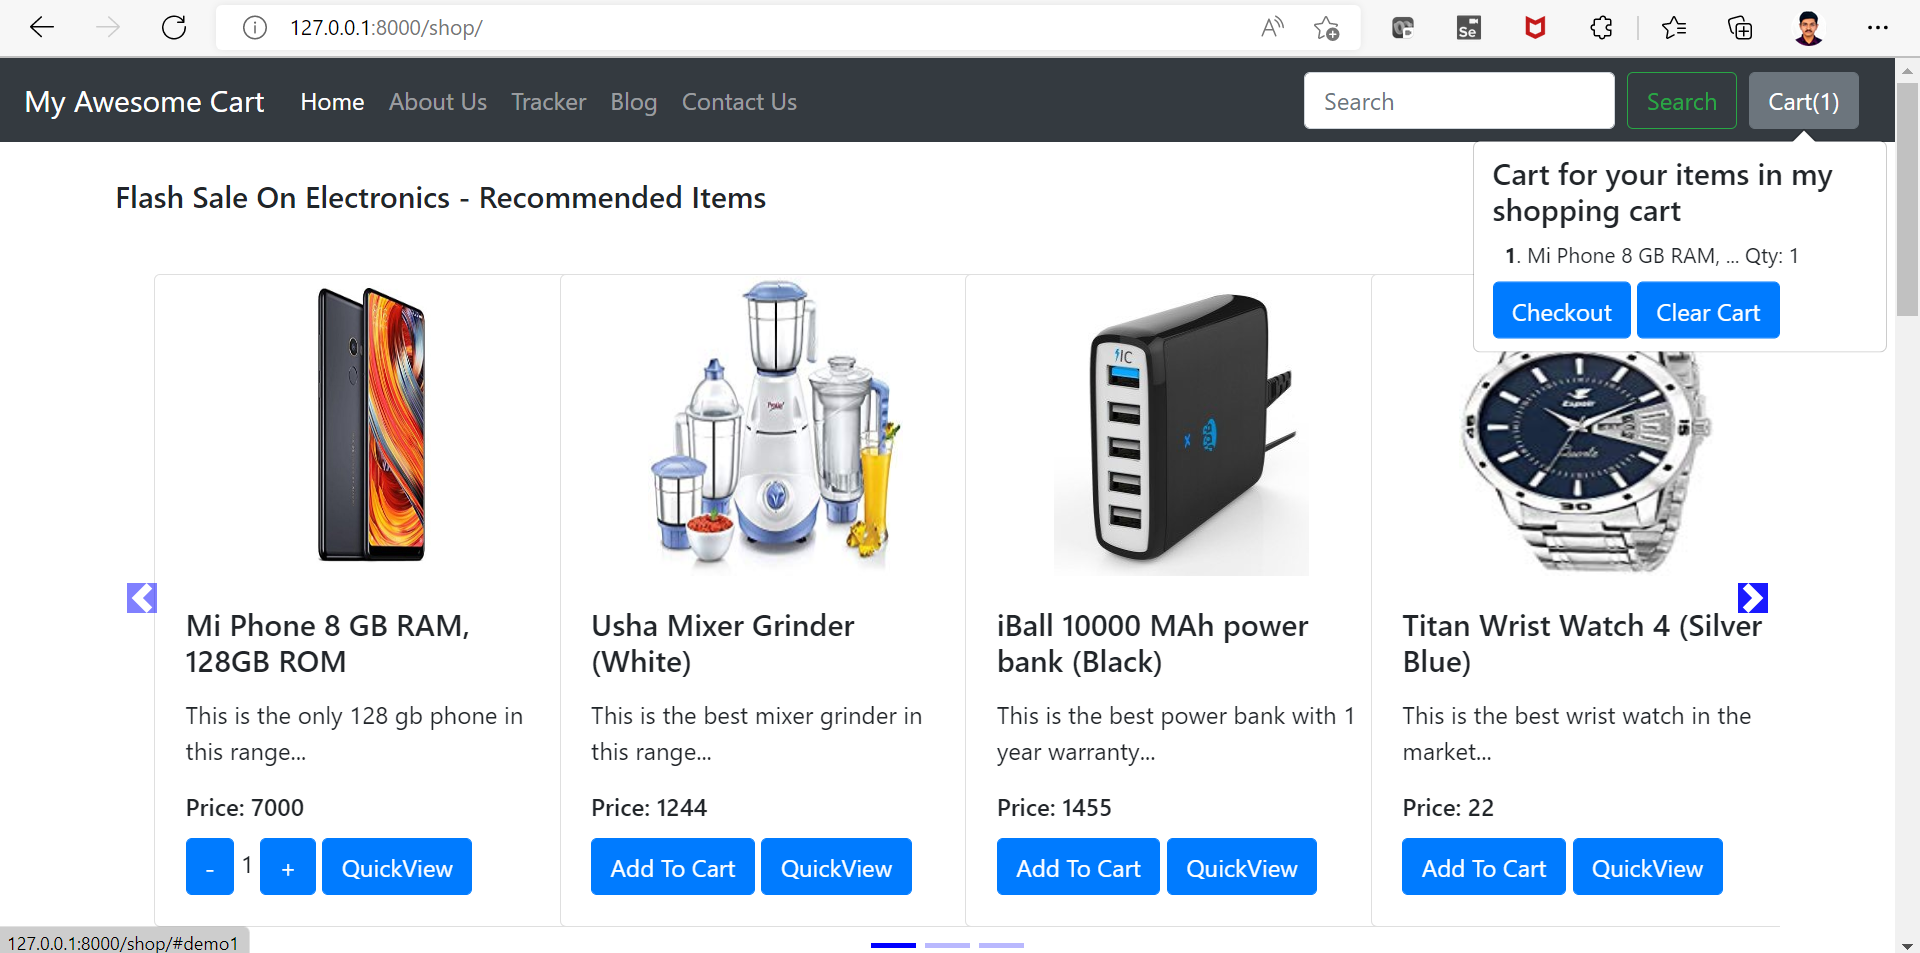 127.0.0.1:8000/shop/
My Awesome Cart Home About Us Tracker Blog Contact Us Search Search Cart(1)
Cart for your items in my
shopping cart
1. Mi Phone 8 GB RAM, ... Qty: 1
Checkout Clear Cart
Flash Sale On Electronics - Recommended Items
Mi Phone 8 GB RAM,
128GB ROM
This is the only 128 gb phone in
this range...
Price: 7000
- 1 + QuickView
Usha Mixer Grinder
(White)
This is the best mixer grinder in
this range...
Price: 1244
Add To Cart QuickView
IC
iBall 10000 MAh power
bank (Black)
This is the best power bank with 1
year warranty...
Price: 1455
Add To Cart QuickView
Espoir
30
Titan Wrist Watch 4 (Silver
Blue)
This is the best wrist watch in the
market...
Price: 22
Add To Cart QuickView
127.0.0.1:8000/shop/#demo1